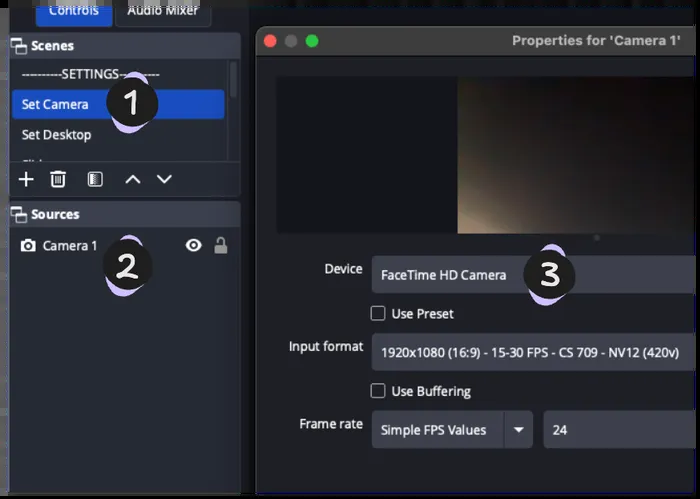 Controls
Audio Mixer
Scenes
----------SETTINGS----------
1
Set Camera
Set Desktop
Sources
Camera 1
2
Properties for 'Camera 1'
Device
FaceTime HD Camera
3
Use Preset
Input format
1920x1080 (16:9) - 15-30 FPS - CS 709 - NV12 (420v)
Use Buffering
Frame rate
Simple FPS Values
24